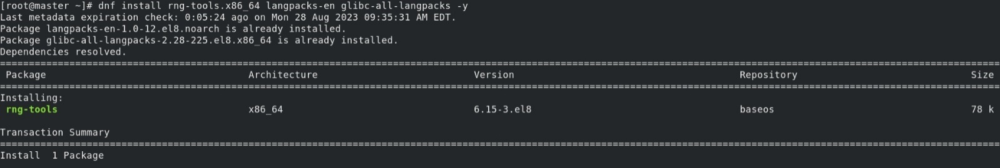 [root@master ~]# dnf install rng-tools.x86_64 langpacks-en glibc-all-langpacks -y
Last metadata expiration check: 0:05:24 ago on Mon 28 Aug 2023 09:35:31 AM EDT.
Package langpacks-en-1.0-12.el8.noarch is already installed.
Package glibc-all-langpacks-2.28-225.el8.x86_64 is already installed.
Dependencies resolved.
Package Architecture Version Repository Size
Installing:
rng-tools x86_64 6.15-3.el8 baseos 78 k
Transaction Summary
Install  1 Package